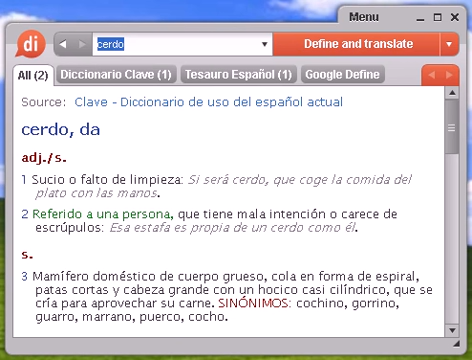 Menu
di
cerdo
Define and translate
All (2)
Diccionario Clave (1)
Tesauro Español (1)
Google Define
Source: Clave - Diccionario de uso del español actual
cerdo, da
adj./s.
1 Sucio o falto de limpieza: Si será cerdo, que coge la comida del
plato con las manos.
2 Referido a una persona, que tiene mala intención o carece de
escrúpulos: Esa estafa es propia de un cerdo como él.
s.
3 Mamífero doméstico de cuerpo grueso, cola en forma de espiral,
patas cortas y cabeza grande con un hocico casi cilíndrico, que se
cría para aprovechar su carne. SINÓNIMOS: cochino, gorrino,
guarro, marrano, puerco, cocho.